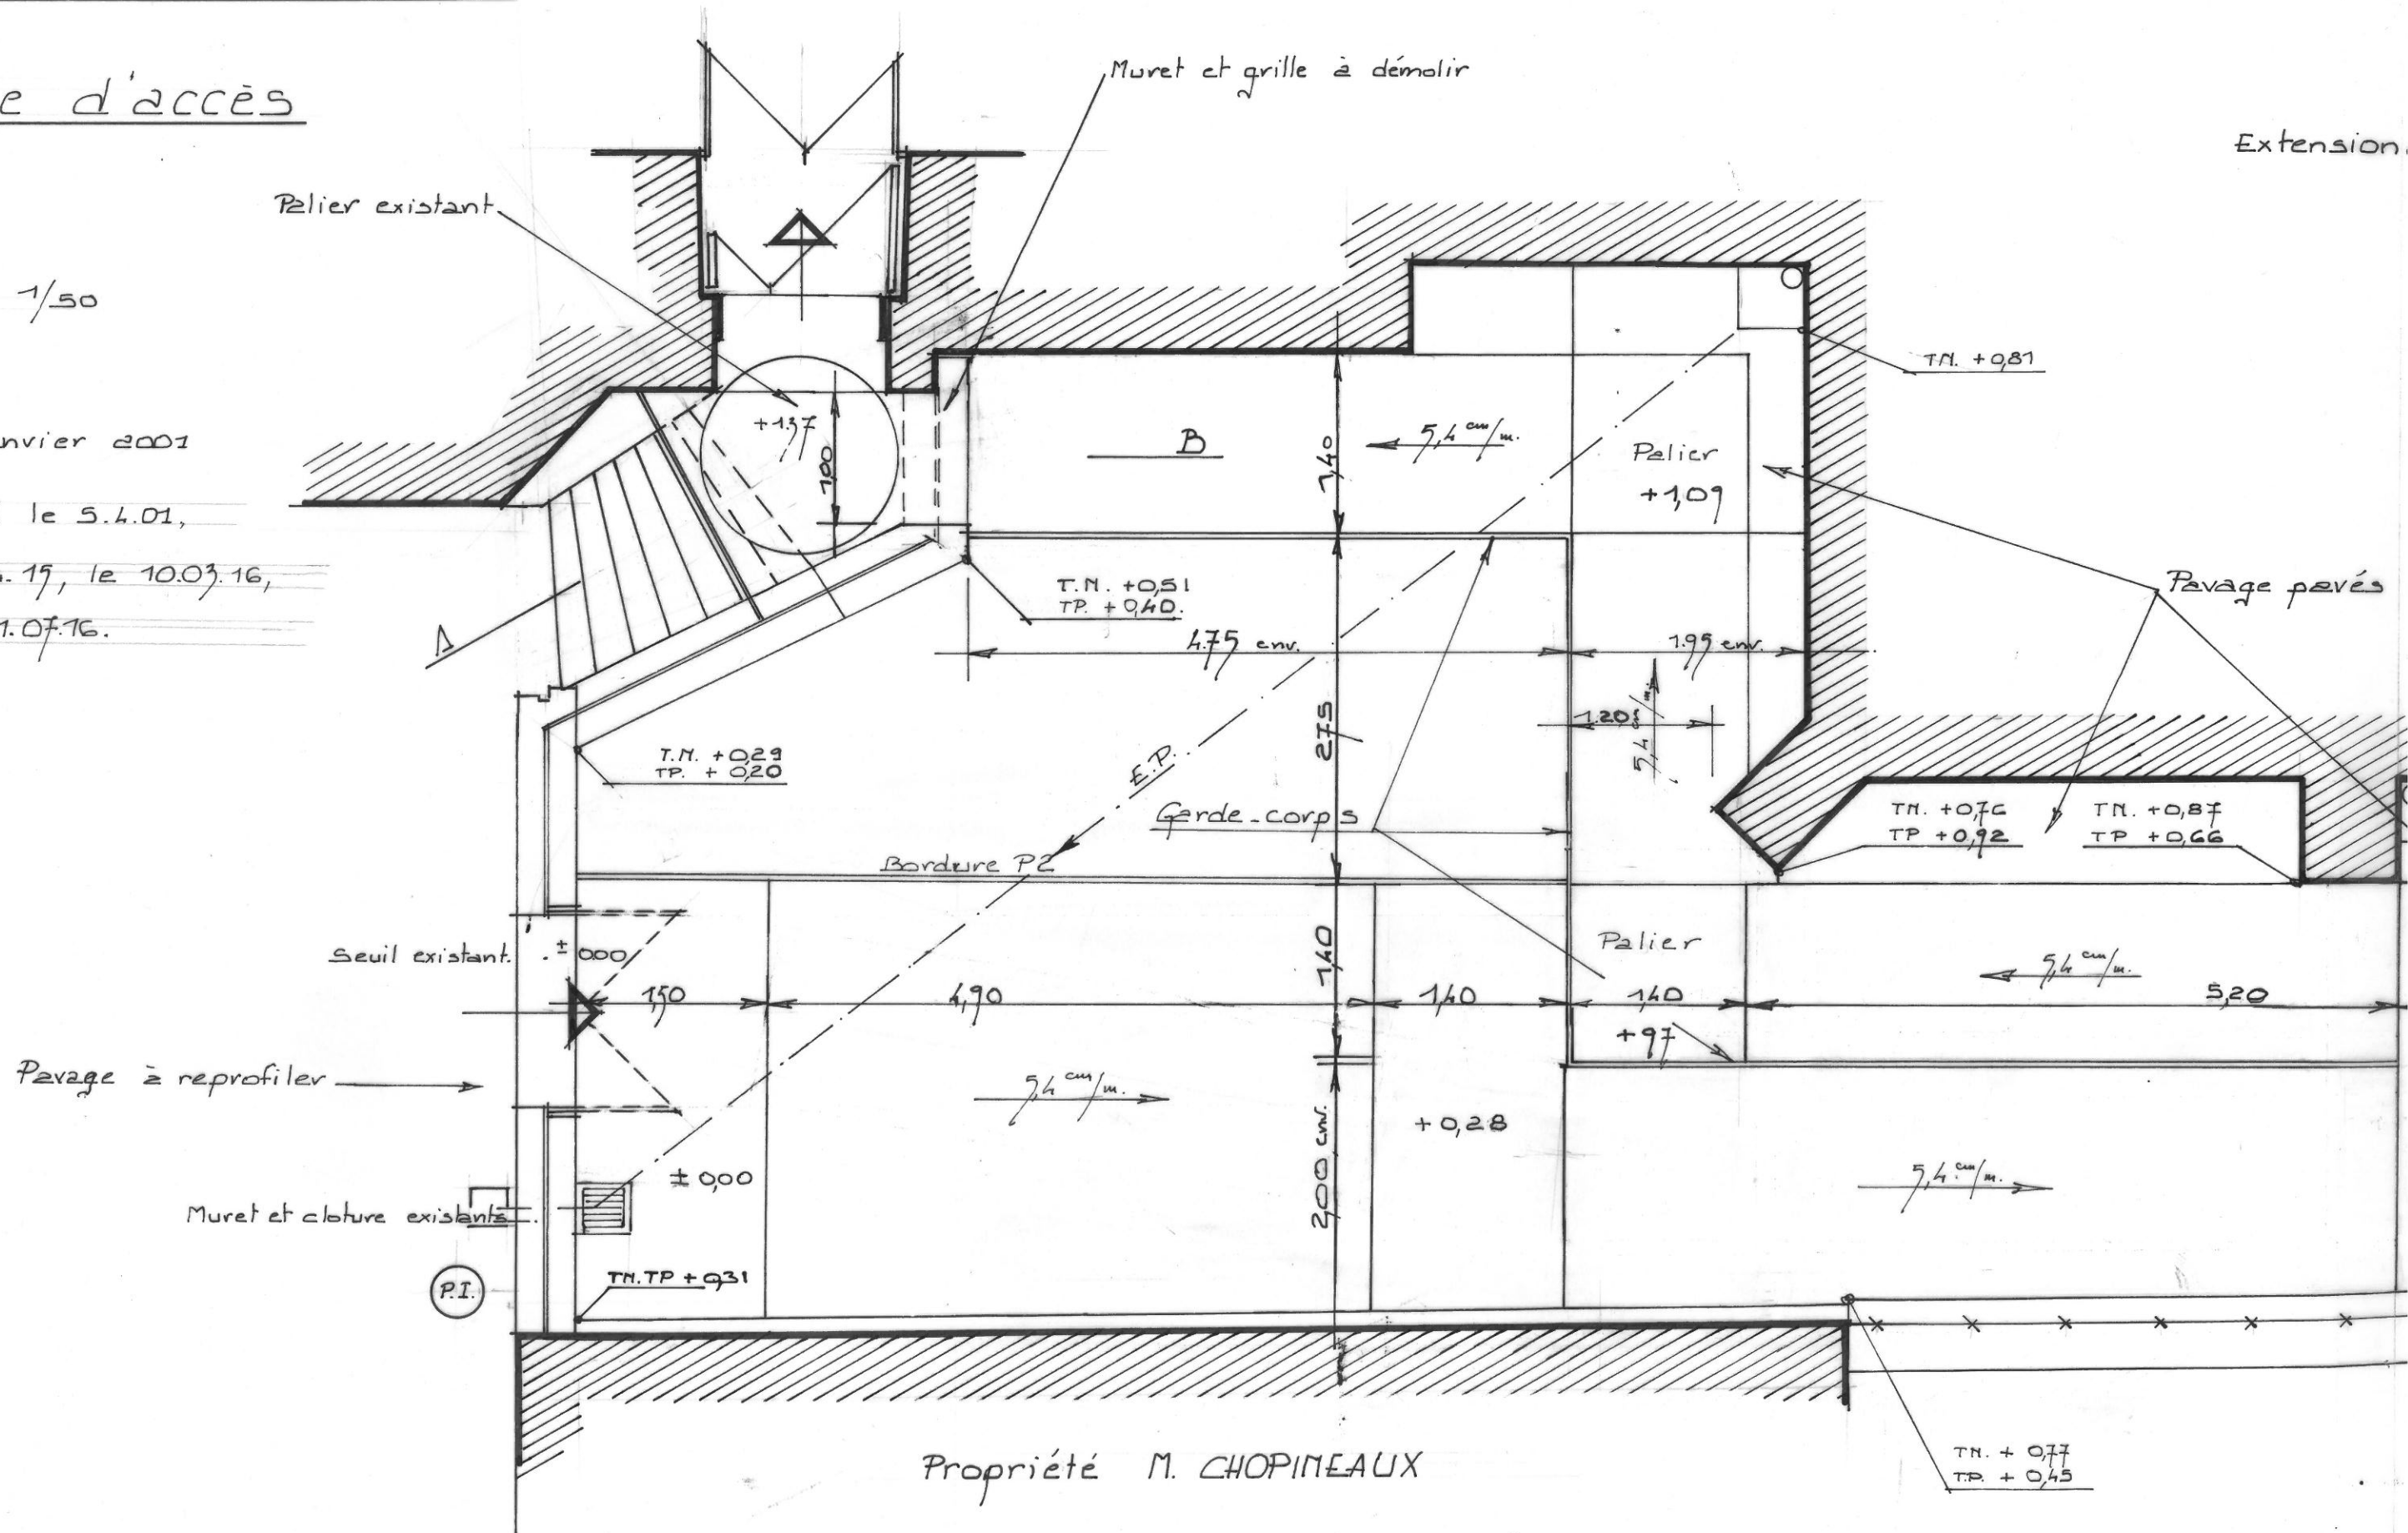 e d'accès
1/50
nvier 2001
le 5.4.01,
. 15, le 10.03.16,
1.07.16.
Muret et grille à démolir
Extension
Palier existant
+1.37
1,00
B
1,40
5,4 cm/m.
Palier
+1,09
TN. +0,81
Pavage pavés
A
T.N. +0,51
TP. +0,40.
4.75 env.
1.95 env.
1.20
5,4 cm/m.
2,75
T.N. +0,29
TP. +0,20
E.P.
Garde-corps
Bordure P2
TN. +0,76
TP +0,92
TN. +0,87
TP +0,66
Seuil existant.
± 0.00
1,50
4,90
1,40
1,40
1,40
Palier
+97
5,4 cm/m.
5,20
Pavage à reprofiler
5,4 cm/m.
2,00 env.
+0,28
5,4 cm/m.
± 0,00
Muret et cloture existants
P.I.
TN.TP +0,31
Propriété M. CHOPINEAUX
TN. + 0,77
T.P. + 0,45